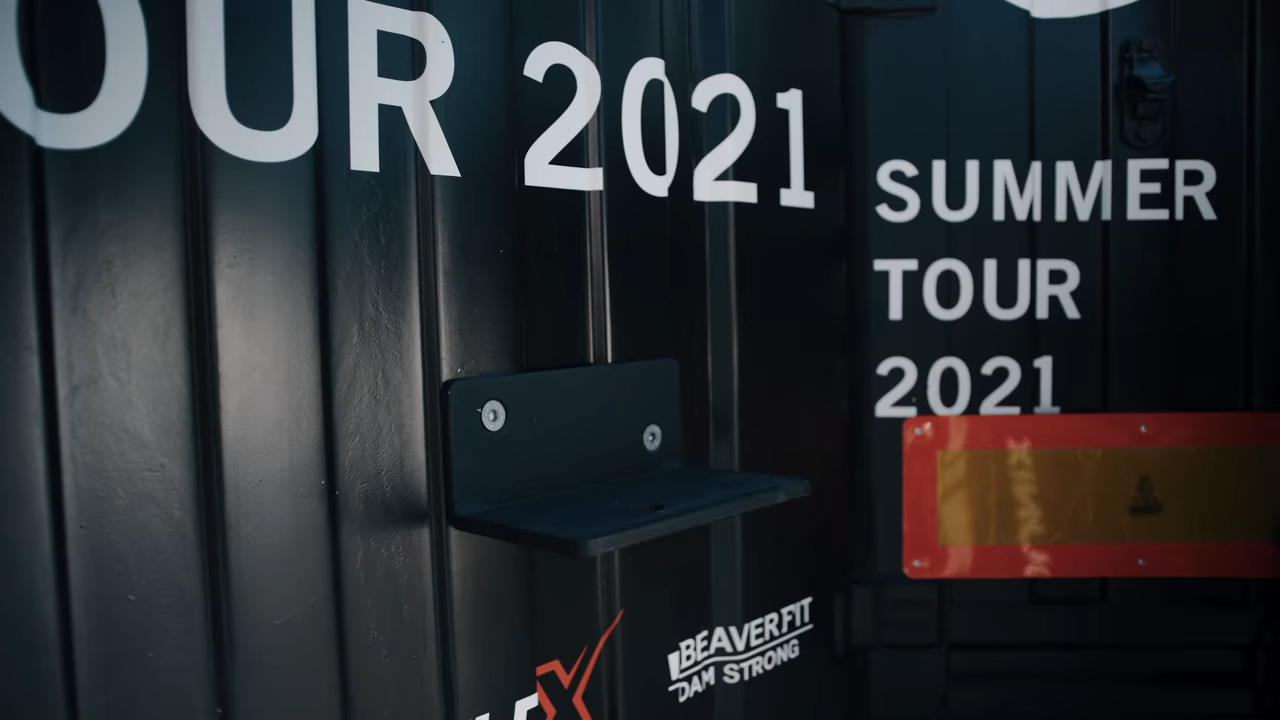 OUR 2021
SUMMER
TOUR
2021
BEAVERFIT
DAM STRONG